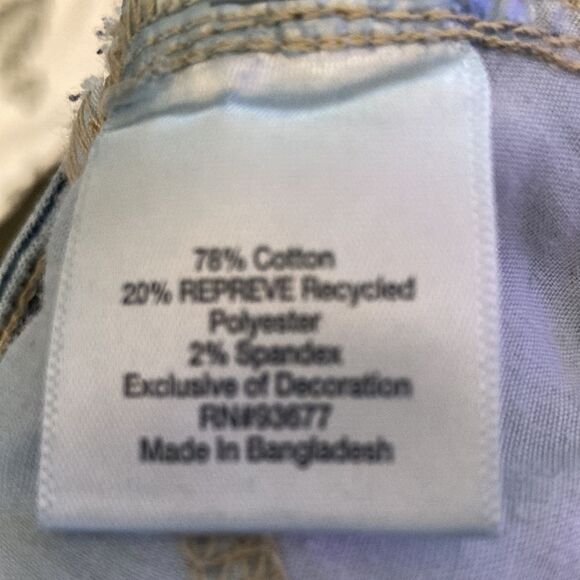 78% Cotton
20% REPREVE Recycled
Polyester
2% Spandex
Exclusive of Decoration
RN#93677
Made In Bangladesh